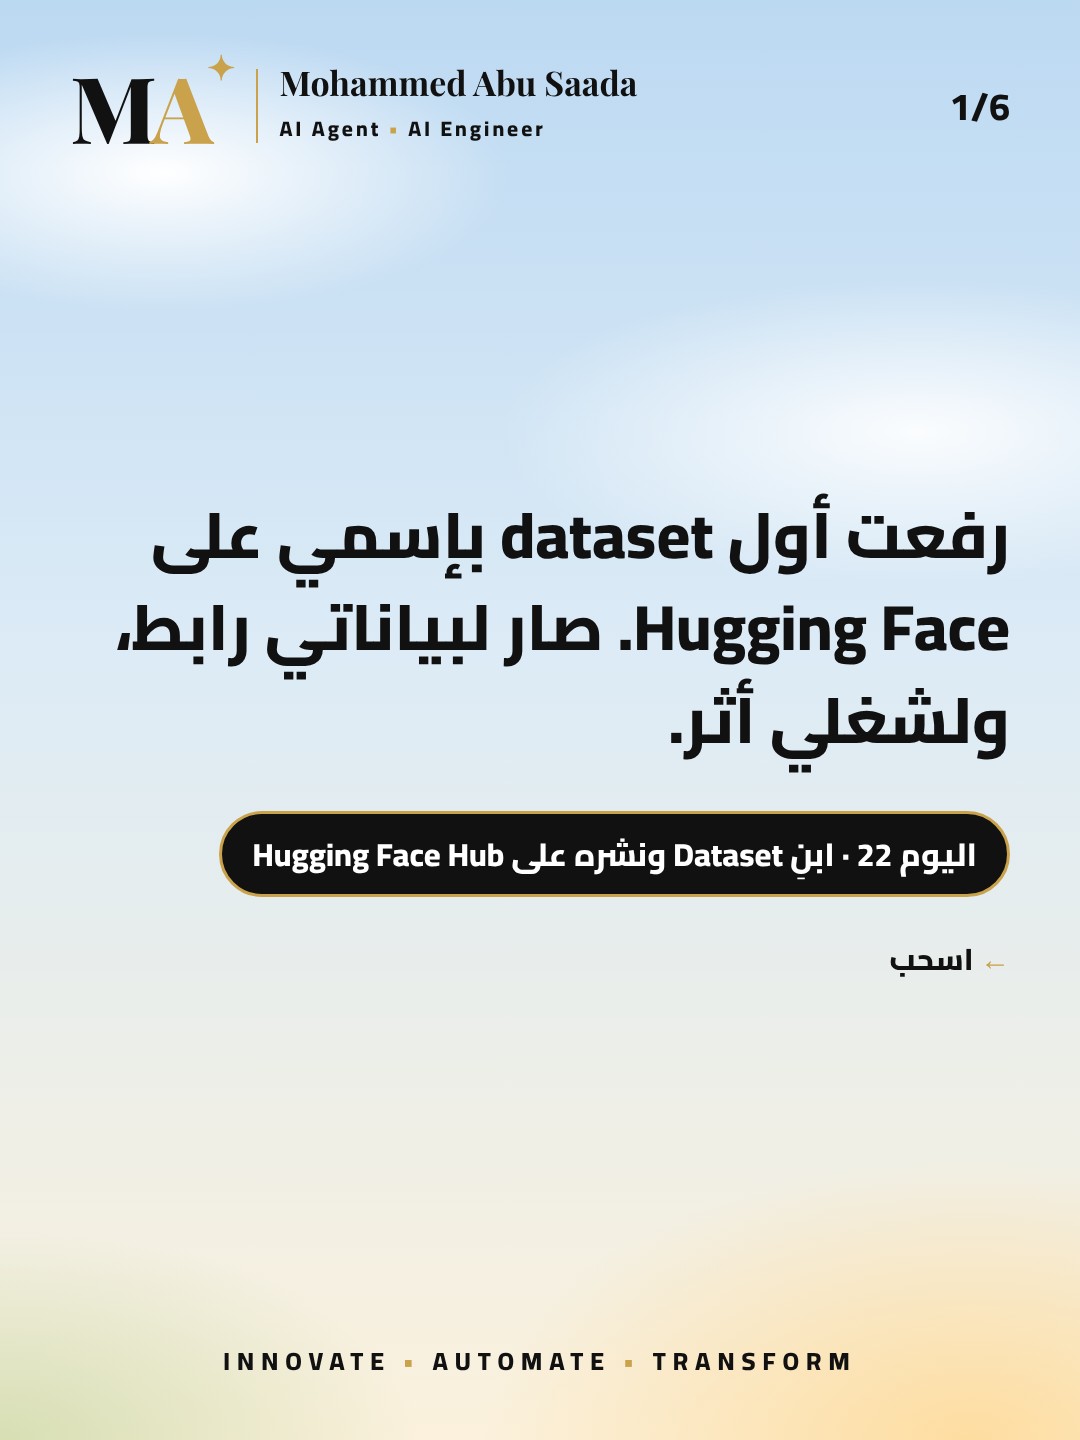 MA
Mohammed Abu Saada
AI Agent ▪ AI Engineer
1/6
رفعت أول dataset بإسمي على
Hugging Face. صار لبياناتي رابط،
ولشغلي أثر.
اليوم 22 · ابنِ Dataset ونشره على Hugging Face Hub
← اسحب
INNOVATE ▪ AUTOMATE ▪ TRANSFORM